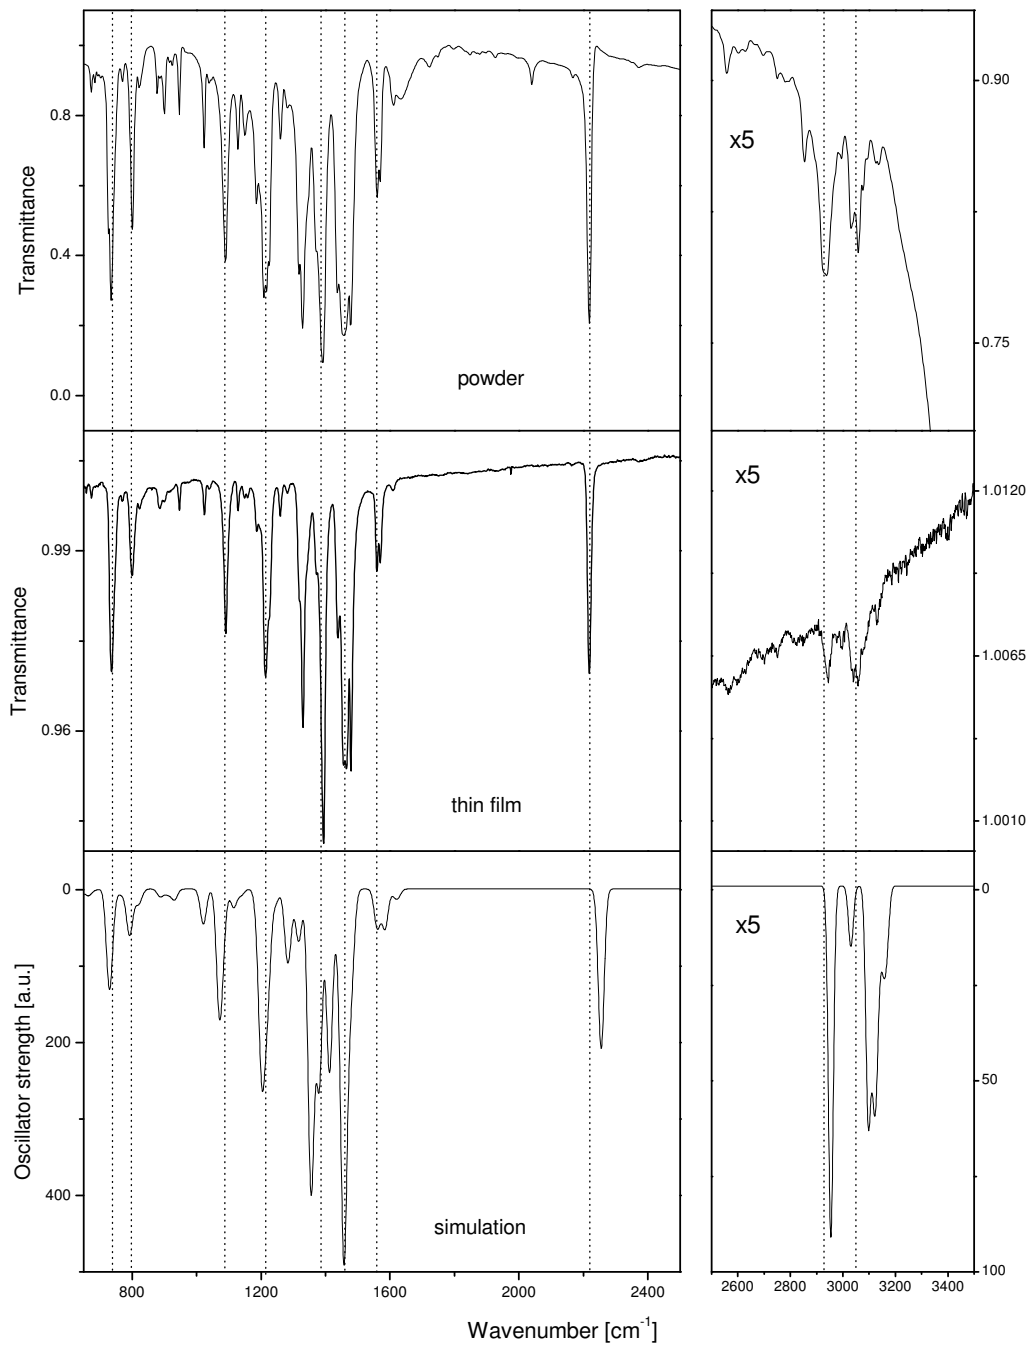 0.8
0.4
0.0
Transmittance
powder
x5
0.90
0.75
0.99
0.96
Transmittance
thin film
x5
1.0120
1.0065
1.0010
0
200
400
Oscillator strength [a.u.]
simulation
x5
0
50
100
800 1200 1600 2000 2400 2600 2800 3000 3200 3400
Wavenumber [cm⁻¹]